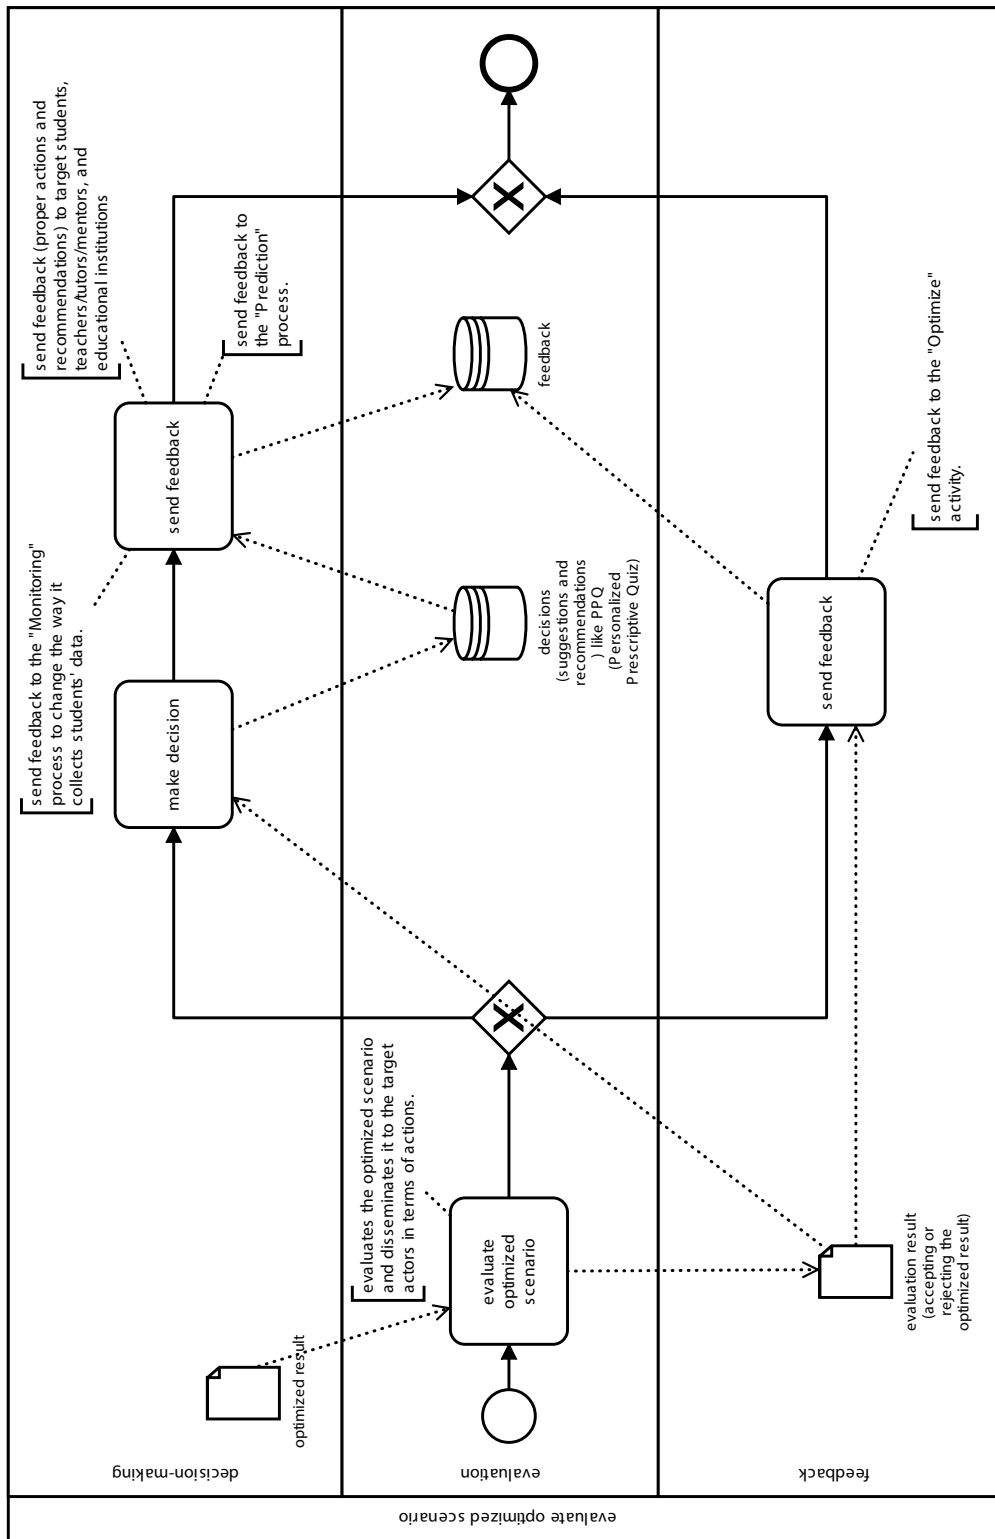 evaluate optimized scenario
decision-making
evaluation
feedback
optimized result
evaluates the optimized scenario
and disseminates it to the target
actors in terms of actions.
evaluate
optimized
scenario
evaluation result
(accepting or
rejecting the
optimized result)
X
send feedback to the "Monitoring"
process to change the way it
collects students' data.
make decision
decisions
(suggestions and
recommendations
) like PPQ
(Personalized
Prescriptive Quiz)
send feedback
send feedback (proper actions and
recommendations) to target students,
teachers/tutors/mentors, and
educational institutions
send feedback to
the "Prediction"
process.
send feedback
feedback
send feedback to the "Optimize"
activity.
X